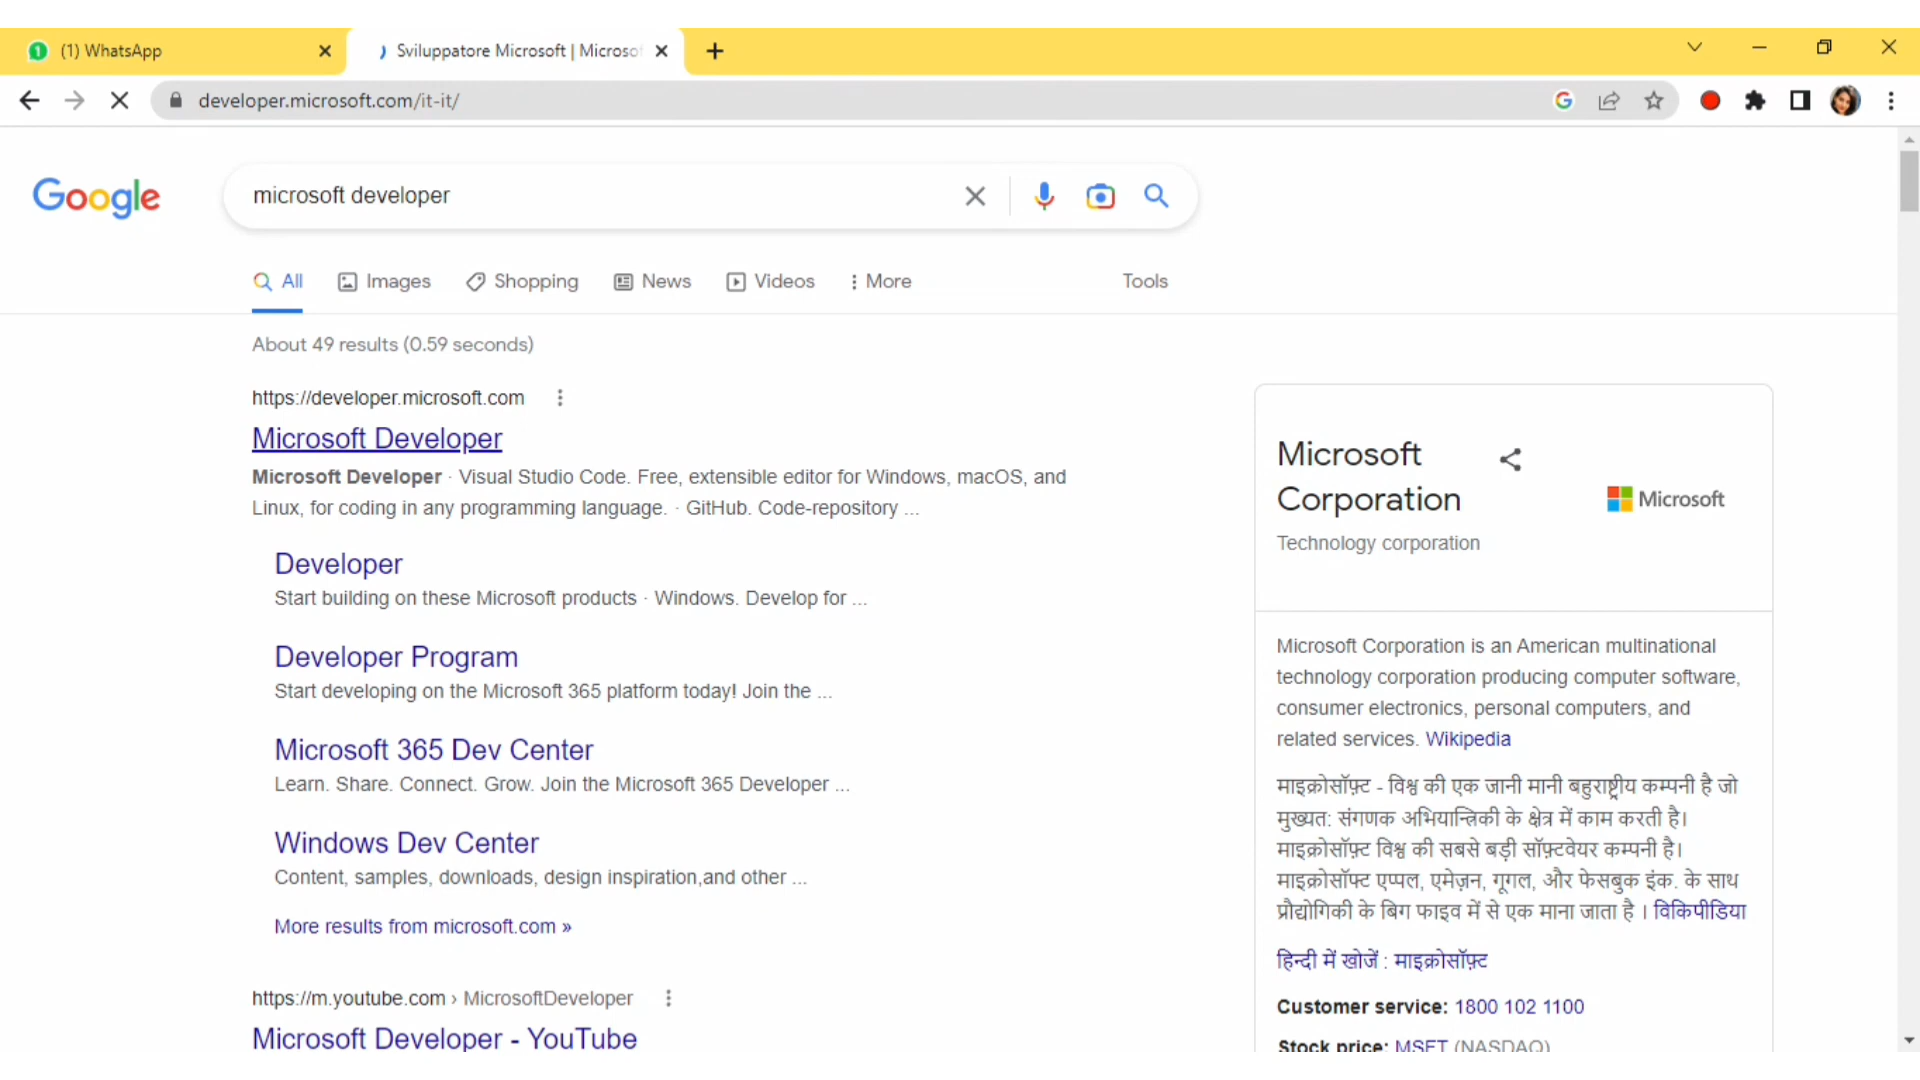 (1) WhatsApp
Sviluppatore Microsoft | Microsof
developer.microsoft.com/it-it/
Google
microsoft developer
All
Images
Shopping
News
Videos
More
Tools
About 49 results (0.59 seconds)
https://developer.microsoft.com
Microsoft Developer
Microsoft Developer · Visual Studio Code. Free, extensible editor for Windows, macOS, and
Linux, for coding in any programming language. · GitHub. Code-repository ...
Developer
Start building on these Microsoft products · Windows. Develop for ...
Developer Program
Start developing on the Microsoft 365 platform today! Join the ...
Microsoft 365 Dev Center
Learn. Share. Connect. Grow. Join the Microsoft 365 Developer ...
Windows Dev Center
Content, samples, downloads, design inspiration,and other ...
More results from microsoft.com »
https://m.youtube.com › MicrosoftDeveloper
Microsoft Developer - YouTube
Microsoft
Corporation
Microsoft
Technology corporation
Microsoft Corporation is an American multinational
technology corporation producing computer software,
consumer electronics, personal computers, and
related services. Wikipedia
माइक्रोसॉफ़्ट - विश्व की एक जानी मानी बहुराष्ट्रीय कम्पनी है जो
मुख्यत: संगणक अभियान्त्रिकी के क्षेत्र में काम करती है।
माइक्रोसॉफ़्ट विश्व की सबसे बड़ी सॉफ़्टवेयर कम्पनी है।
माइक्रोसॉफ्ट एप्पल, एमेज़न, गूगल, और फेसबुक इंक. के साथ
प्रौद्योगिकी के बिग फाइव में से एक माना जाता है । विकिपीडिया
हिन्दी में खोजें : माइक्रोसॉफ़्ट
Customer service: 1800 102 1100
Stock price: MSFT (NASDAQ)